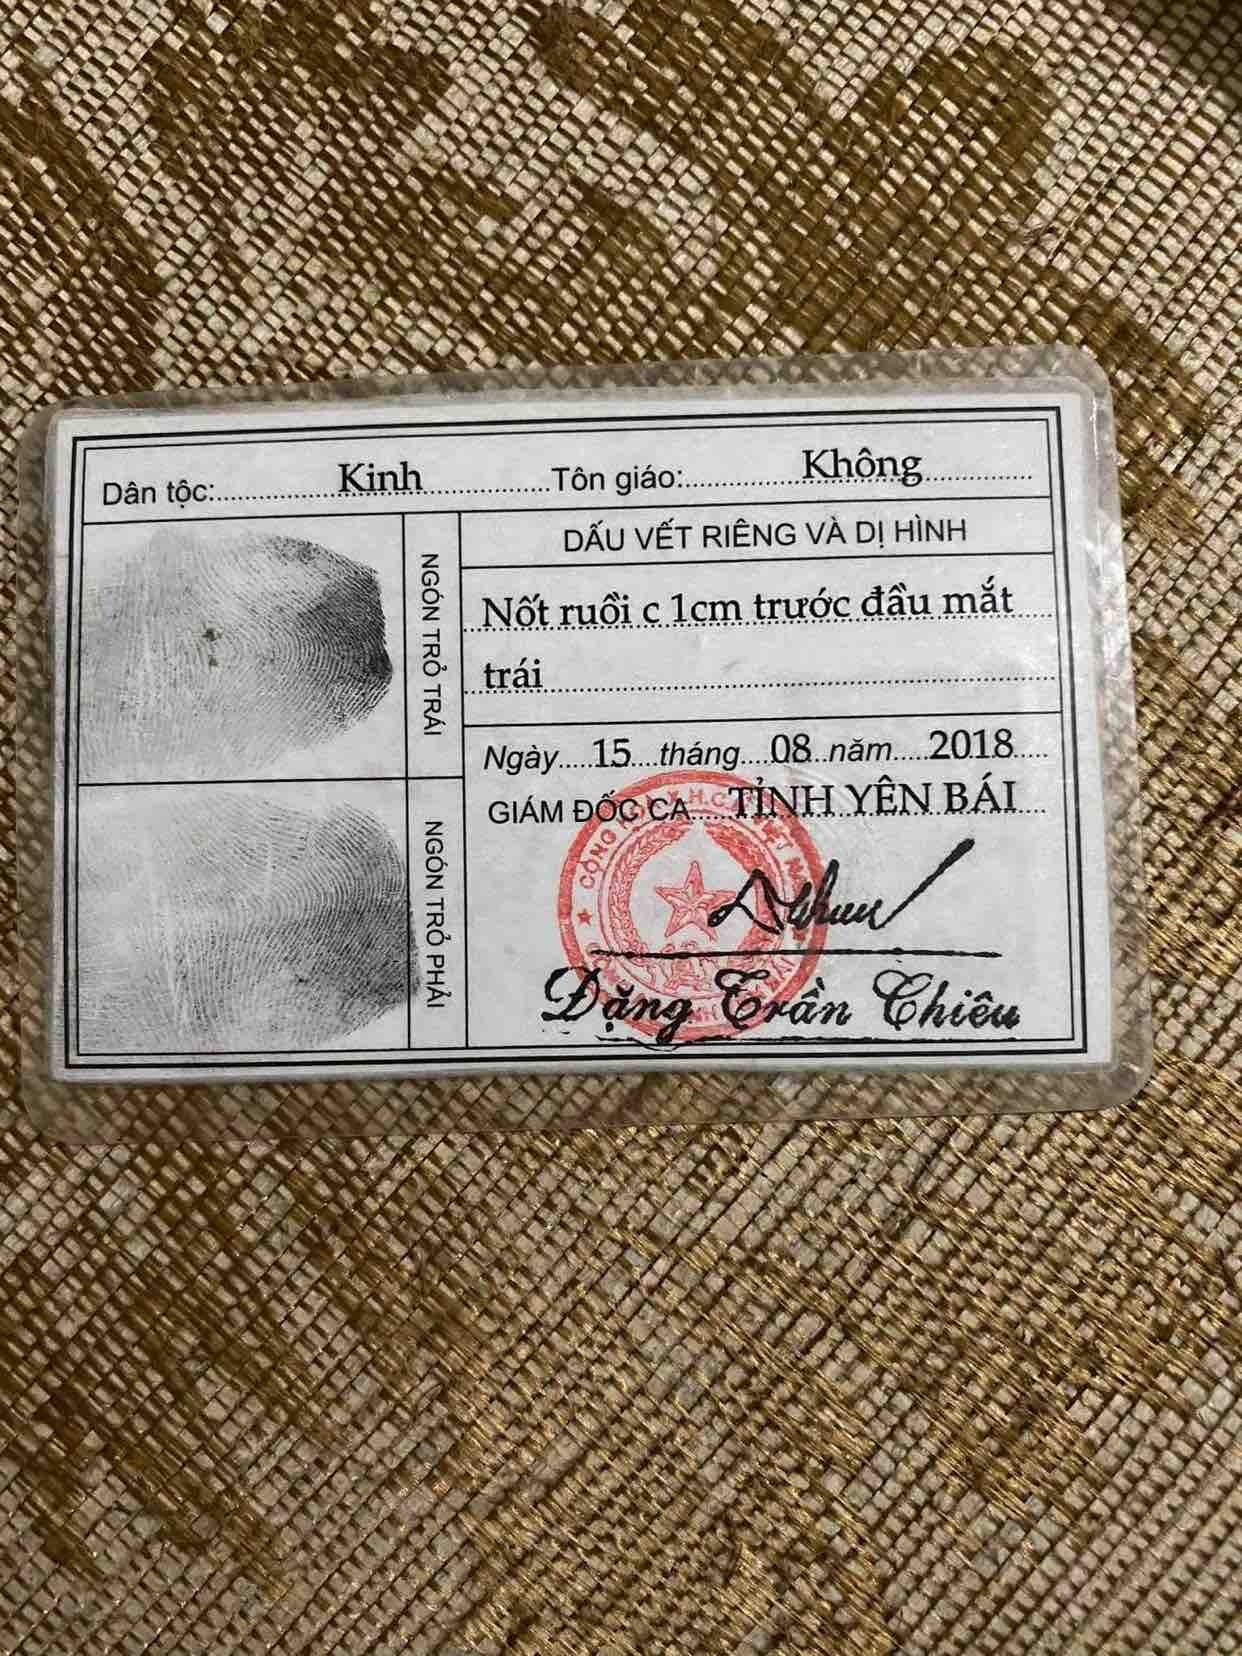 Dân tộc: Kinh Tôn giáo: Không
NGÓN TRỎ TRÁI
DẤU VẾT RIÊNG VÀ DỊ HÌNH
Nốt ruồi c 1cm trước đầu mắt
trái
Ngày 15 tháng 08 năm 2018
GIÁM ĐỐC CA TỈNH YÊN BÁI
NGÓN TRỎ PHẢI
Đặng Trần Chiêu